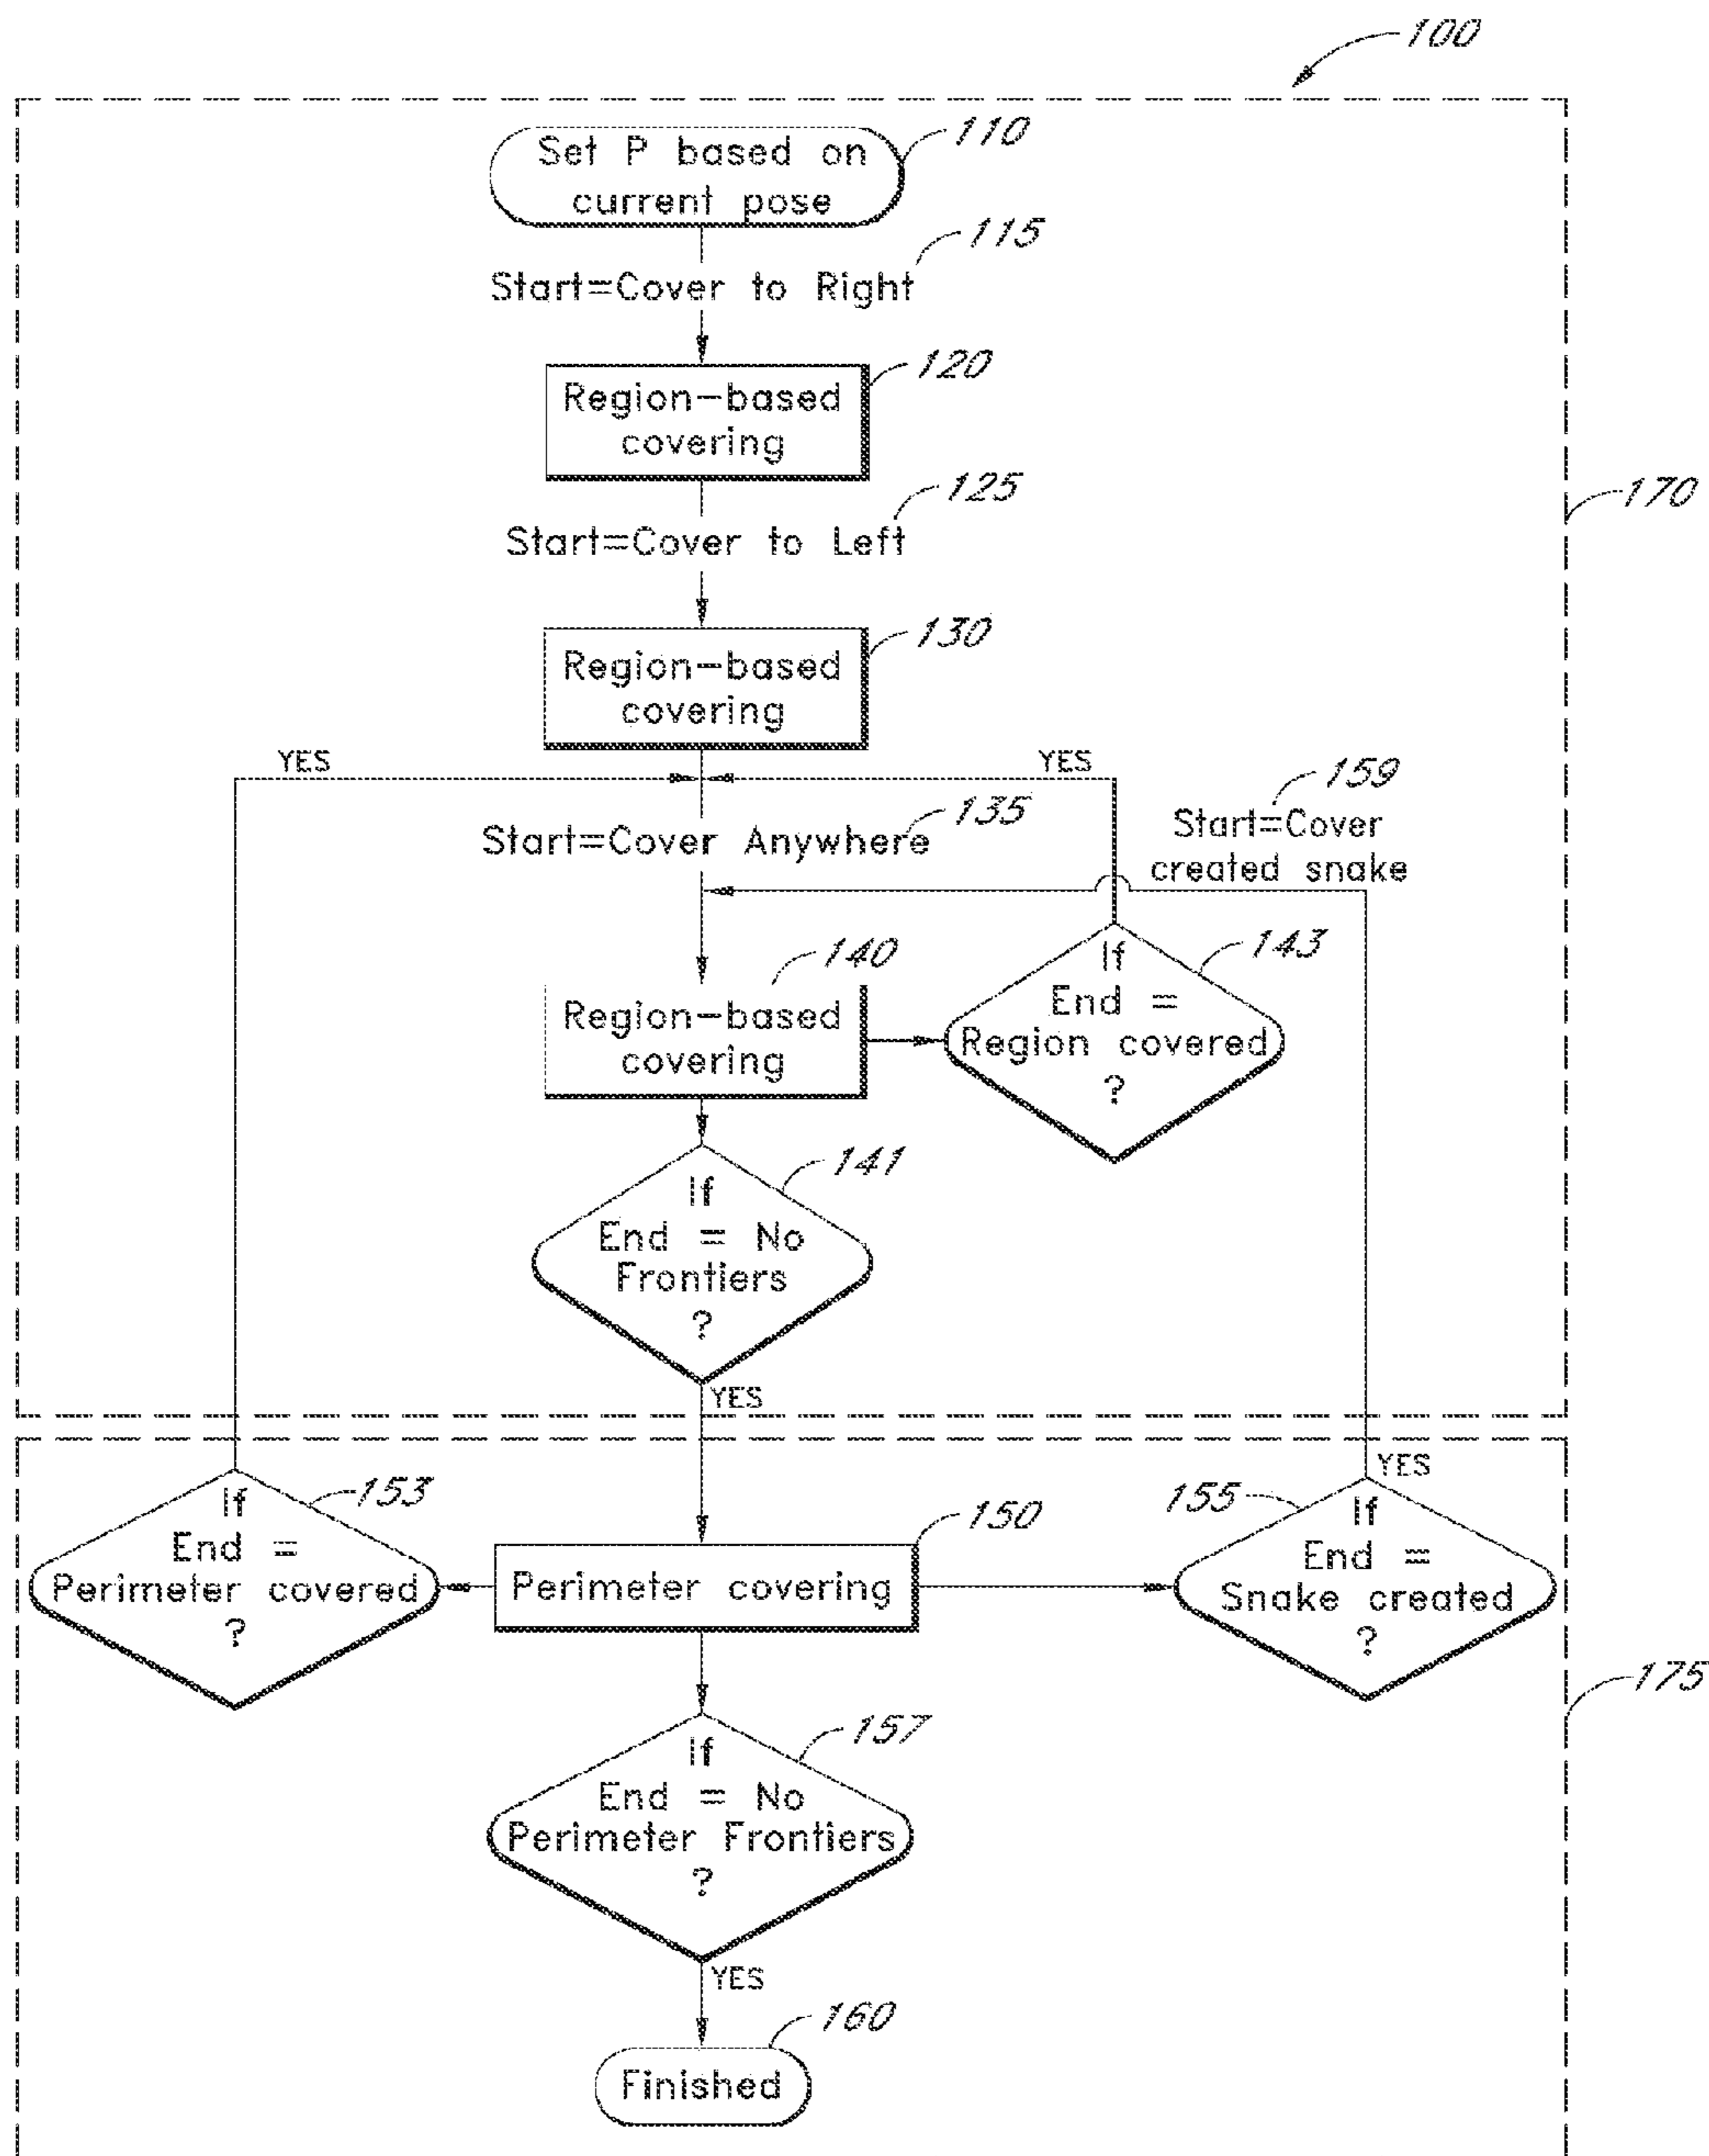 100
Set P based on
current pose
110
115
Start=Cover to Right
120
Region-based
covering
125
Start=Cover to Left
170
130
Region-based
covering
YES
YES
159
135
Start=Cover Anywhere
Start=Cover
created snake
140
143
Region-based
covering
If
End =
Region covered
?
141
If
End = No
Frontiers
?
YES
YES
153
If
End =
Perimeter covered
?
150
Perimeter covering
155
If
End =
Snake created
?
175
157
If
End = No
Perimeter Frontiers
?
YES
160
Finished